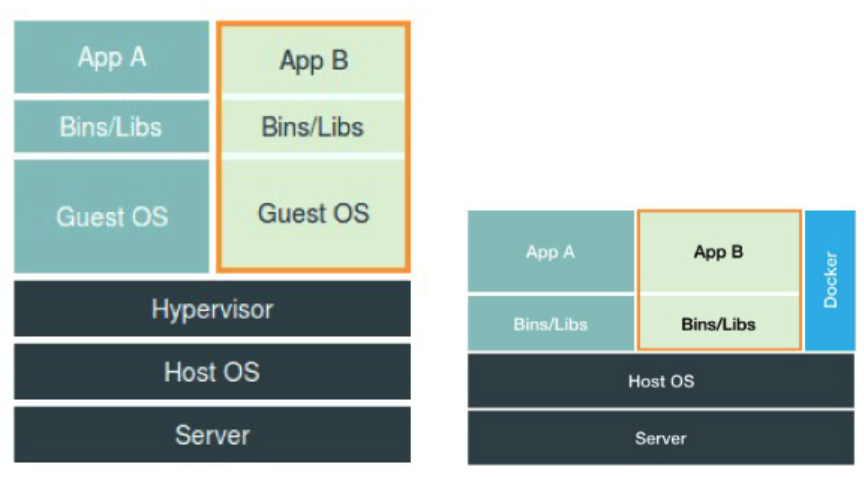 App A
App B
Bins/Libs
Bins/Libs
Guest OS
Guest OS
Hypervisor
Host OS
Server
App A
App B
Docker
Bins/Libs
Bins/Libs
Host OS
Server